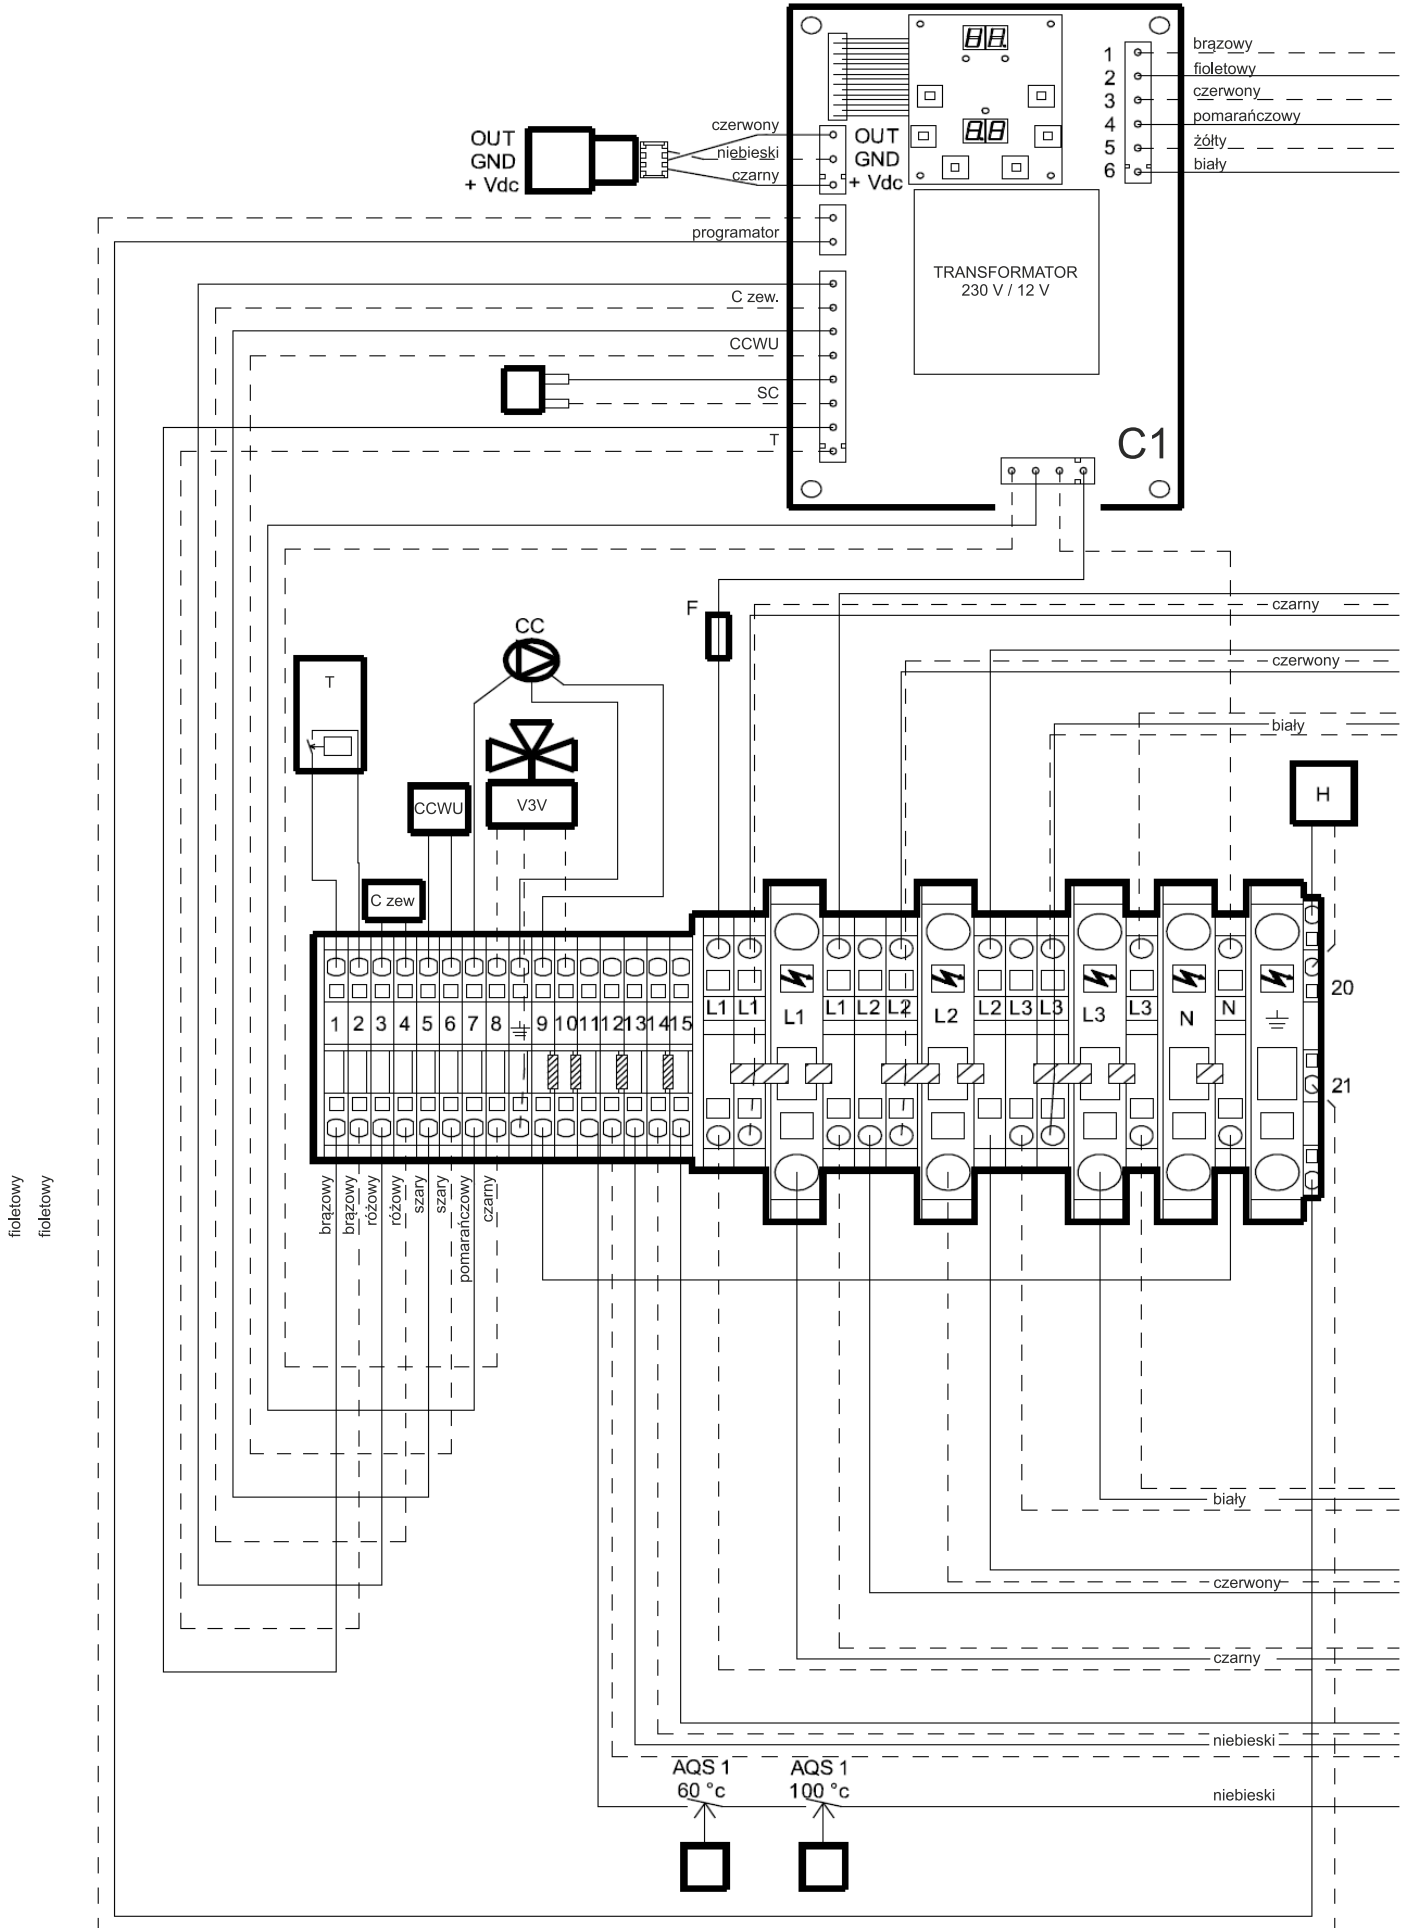 brązowy
1
fioletowy
2
czerwony
3
pomarańczowy
4
żółty
5
biały
6
czerwony
OUT
OUT
niebieski
GND
GND
czarny
+ Vdc
+ Vdc
programator
TRANSFORMATOR
230 V / 12 V
C zew.
CCWU
SC
T
C1
F
czarny
CC
czerwony
T
biały
H
CCWU
V3V
C zew
20
L1 L1 L1 L1 L2 L2 L2 L2 L3 L3 L3 L3 N N
1 2 3 4 5 6 7 8 9 10 11 12 13 14 15
21
brązowy
brązowy
różowy
różowy
szary
szary
pomarańczowy
czarny
fioletowy
fioletowy
biały
czerwony
czarny
niebieski
AQS 1
60 °c
AQS 1
100 °c
niebieski